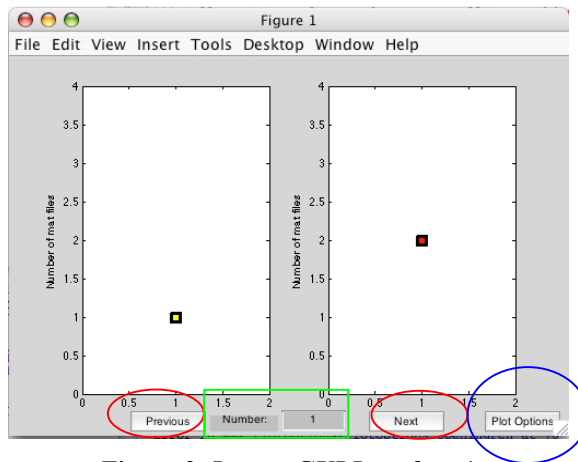 Figure 1
File Edit View Insert Tools Desktop Window Help
4
3.5
3
2.5
2
1.5
1
0.5
0
Number of mat files
0 0.5 1 1.5 2
4
3.5
3
2.5
2
1.5
1
0.5
0
Number of mat files
0 0.5 1 1.5 2
Previous
Number:
1
Next
Plot Options